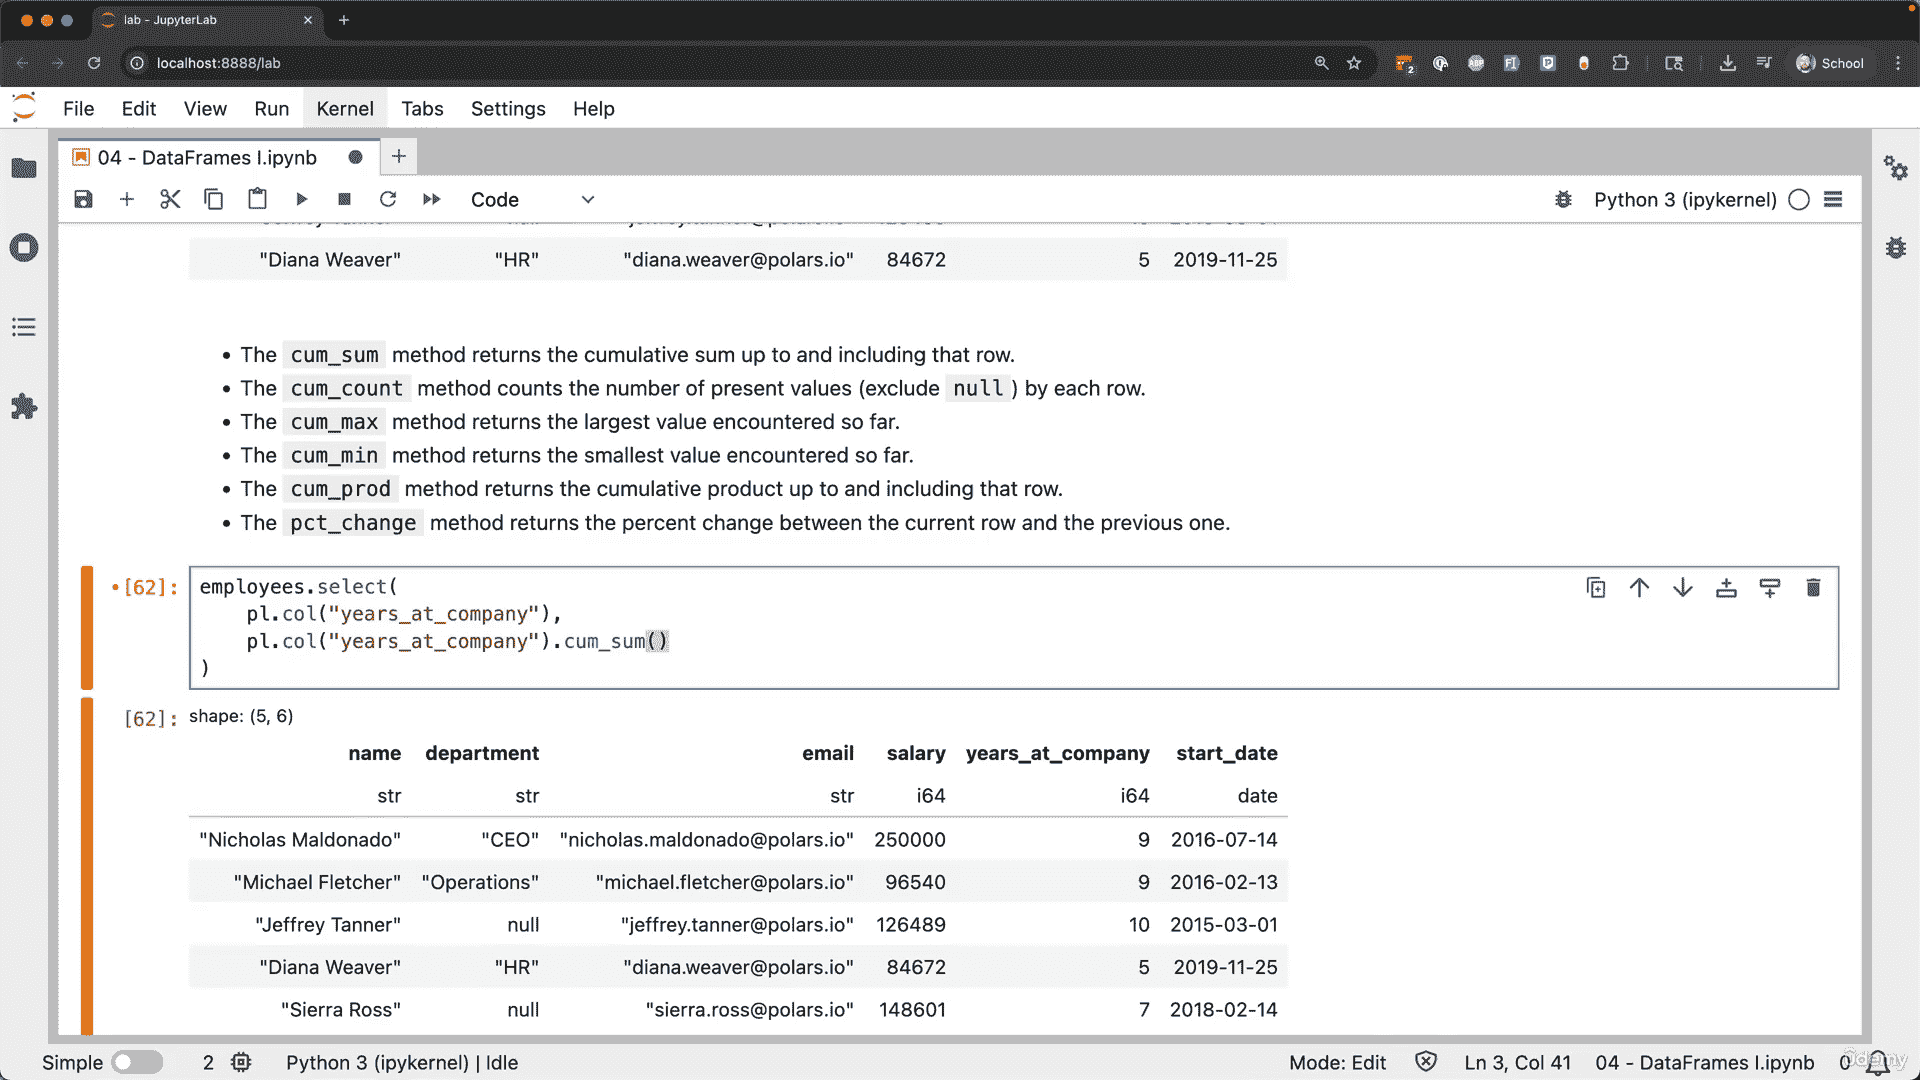 lab - JupyterLab
localhost:8888/lab
2
ABP
School
File Edit View Run Kernel Tabs Settings Help
04 - DataFrames I.ipynb
Code
Python 3 (ipykernel)
"Diana Weaver" "HR" "diana.weaver@polars.io" 84672 5 2019-11-25
• The cum_sum method returns the cumulative sum up to and including that row.
• The cum_count method counts the number of present values (exclude null) by each row.
• The cum_max method returns the largest value encountered so far.
• The cum_min method returns the smallest value encountered so far.
• The cum_prod method returns the cumulative product up to and including that row.
• The pct_change method returns the percent change between the current row and the previous one.
[62]: employees.select(
pl.col("years_at_company"),
pl.col("years_at_company").cum_sum()
)
[62]: shape: (5, 6)
name department email salary years_at_company start_date
str str str i64 i64 date
"Nicholas Maldonado" "CEO" "nicholas.maldonado@polars.io" 250000 9 2016-07-14
"Michael Fletcher" "Operations" "michael.fletcher@polars.io" 96540 9 2016-02-13
"Jeffrey Tanner" null "jeffrey.tanner@polars.io" 126489 10 2015-03-01
"Diana Weaver" "HR" "diana.weaver@polars.io" 84672 5 2019-11-25
"Sierra Ross" null "sierra.ross@polars.io" 148601 7 2018-02-14
Simple 2 Python 3 (ipykernel) | Idle Mode: Edit Ln 3, Col 41 04 - DataFrames I.ipynb 0
udemy